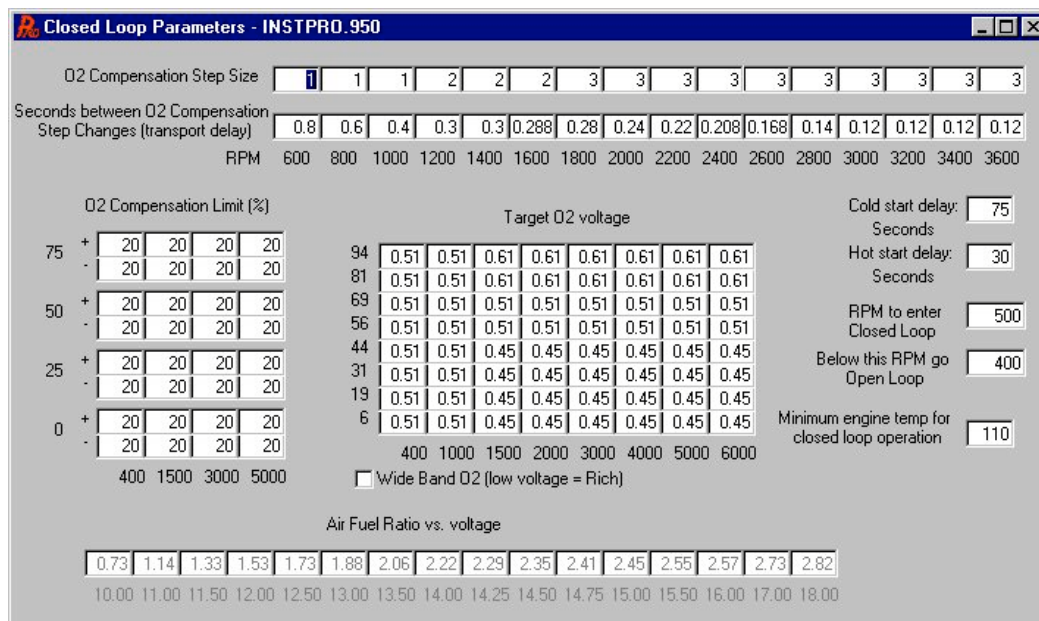 Closed Loop Parameters - INSTPRO.950
O2 Compensation Step Size 1 1 1 2 2 2 3 3 3 3 3 3 3 3 3 3
Seconds between O2 Compensation
Step Changes (transport delay) 0.8 0.6 0.4 0.3 0.3 0.288 0.28 0.24 0.22 0.208 0.168 0.14 0.12 0.12 0.12 0.12
RPM 600 800 1000 1200 1400 1600 1800 2000 2200 2400 2600 2800 3000 3200 3400 3600
O2 Compensation Limit (%)
75 + 20 20 20 20
- 20 20 20 20
50 + 20 20 20 20
- 20 20 20 20
25 + 20 20 20 20
- 20 20 20 20
0 + 20 20 20 20
- 20 20 20 20
400 1500 3000 5000
Target O2 voltage
94 0.51 0.51 0.61 0.61 0.61 0.61 0.61 0.61
81 0.51 0.51 0.61 0.61 0.61 0.61 0.61 0.61
69 0.51 0.51 0.51 0.51 0.51 0.51 0.51 0.51
56 0.51 0.51 0.51 0.51 0.51 0.51 0.51 0.51
44 0.51 0.51 0.45 0.45 0.45 0.45 0.45 0.45
31 0.51 0.51 0.45 0.45 0.45 0.45 0.45 0.45
19 0.51 0.51 0.45 0.45 0.45 0.45 0.45 0.45
6 0.51 0.51 0.45 0.45 0.45 0.45 0.45 0.45
400 1000 1500 2000 3000 4000 5000 6000
Wide Band O2 (low voltage = Rich)
Cold start delay: 75
Seconds
Hot start delay: 30
Seconds
RPM to enter
Closed Loop 500
Below this RPM go
Open Loop 400
Minimum engine temp for
closed loop operation 110
Air Fuel Ratio vs. voltage
0.73 1.14 1.33 1.53 1.73 1.88 2.06 2.22 2.29 2.35 2.41 2.45 2.55 2.57 2.73 2.82
10.00 11.00 11.50 12.00 12.50 13.00 13.50 14.00 14.25 14.50 14.75 15.00 15.50 16.00 17.00 18.00